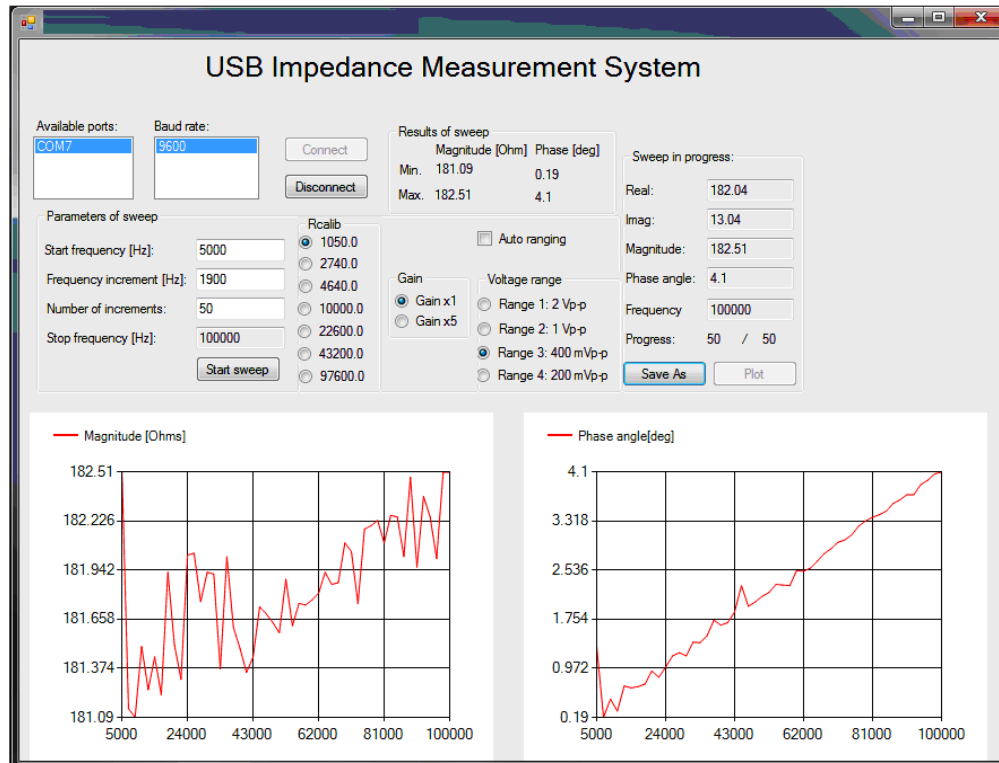 USB Impedance Measurement System
Available ports:
COM7
Baud rate:
9600
Connect
Disconnect
Results of sweep
Magnitude [Ohm] Phase [deg]
Min. 181.09 0.19
Max. 182.51 4.1
Parameters of sweep
Start frequency [Hz]: 5000
Frequency increment [Hz]: 1900
Number of increments: 50
Stop frequency [Hz]: 100000
Start sweep
Rcalib
1050.0
2740.0
4640.0
10000.0
22600.0
43200.0
97600.0
Auto ranging
Gain
Gain x1
Gain x5
Voltage range
Range 1: 2 Vp-p
Range 2: 1 Vp-p
Range 3: 400 mVp-p
Range 4: 200 mVp-p
Sweep in progress:
Real: 182.04
Imag: 13.04
Magnitude: 182.51
Phase angle: 4.1
Frequency 100000
Progress: 50 / 50
Save As
Plot
Magnitude [Ohms]
182.51
182.226
181.942
181.658
181.374
181.09
5000 24000 43000 62000 81000 100000
Phase angle[deg]
4.1
3.318
2.536
1.754
0.972
0.19
5000 24000 43000 62000 81000 100000